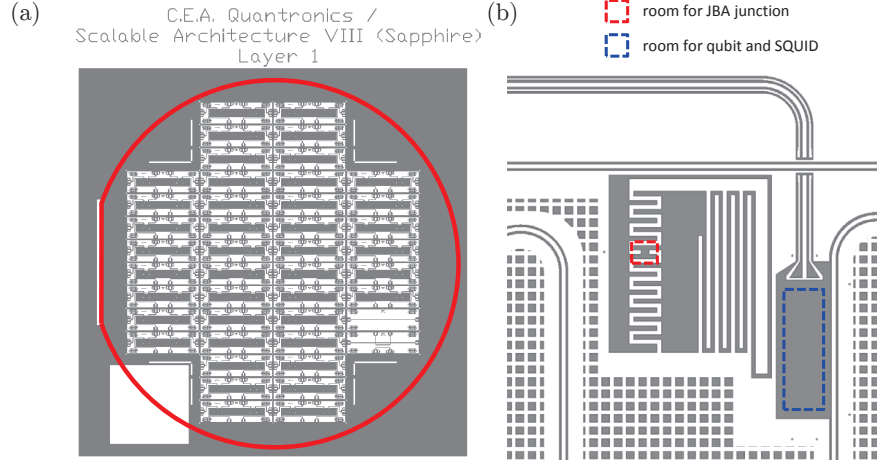 (a)
C.E.A. Quantronics /
Scalable Architecture VIII (Sapphire)
Layer 1
(b)
room for JBA junction
room for qubit and SQUID